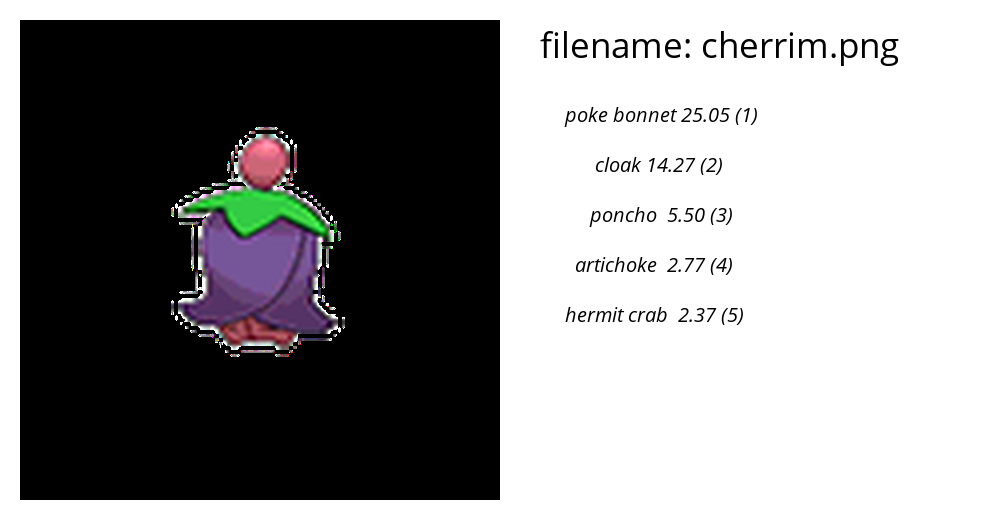 filename: cherrim.png
poke bonnet 25.05 (1)
cloak 14.27 (2)
poncho 5.50 (3)
artichoke 2.77 (4)
hermit crab 2.37 (5)